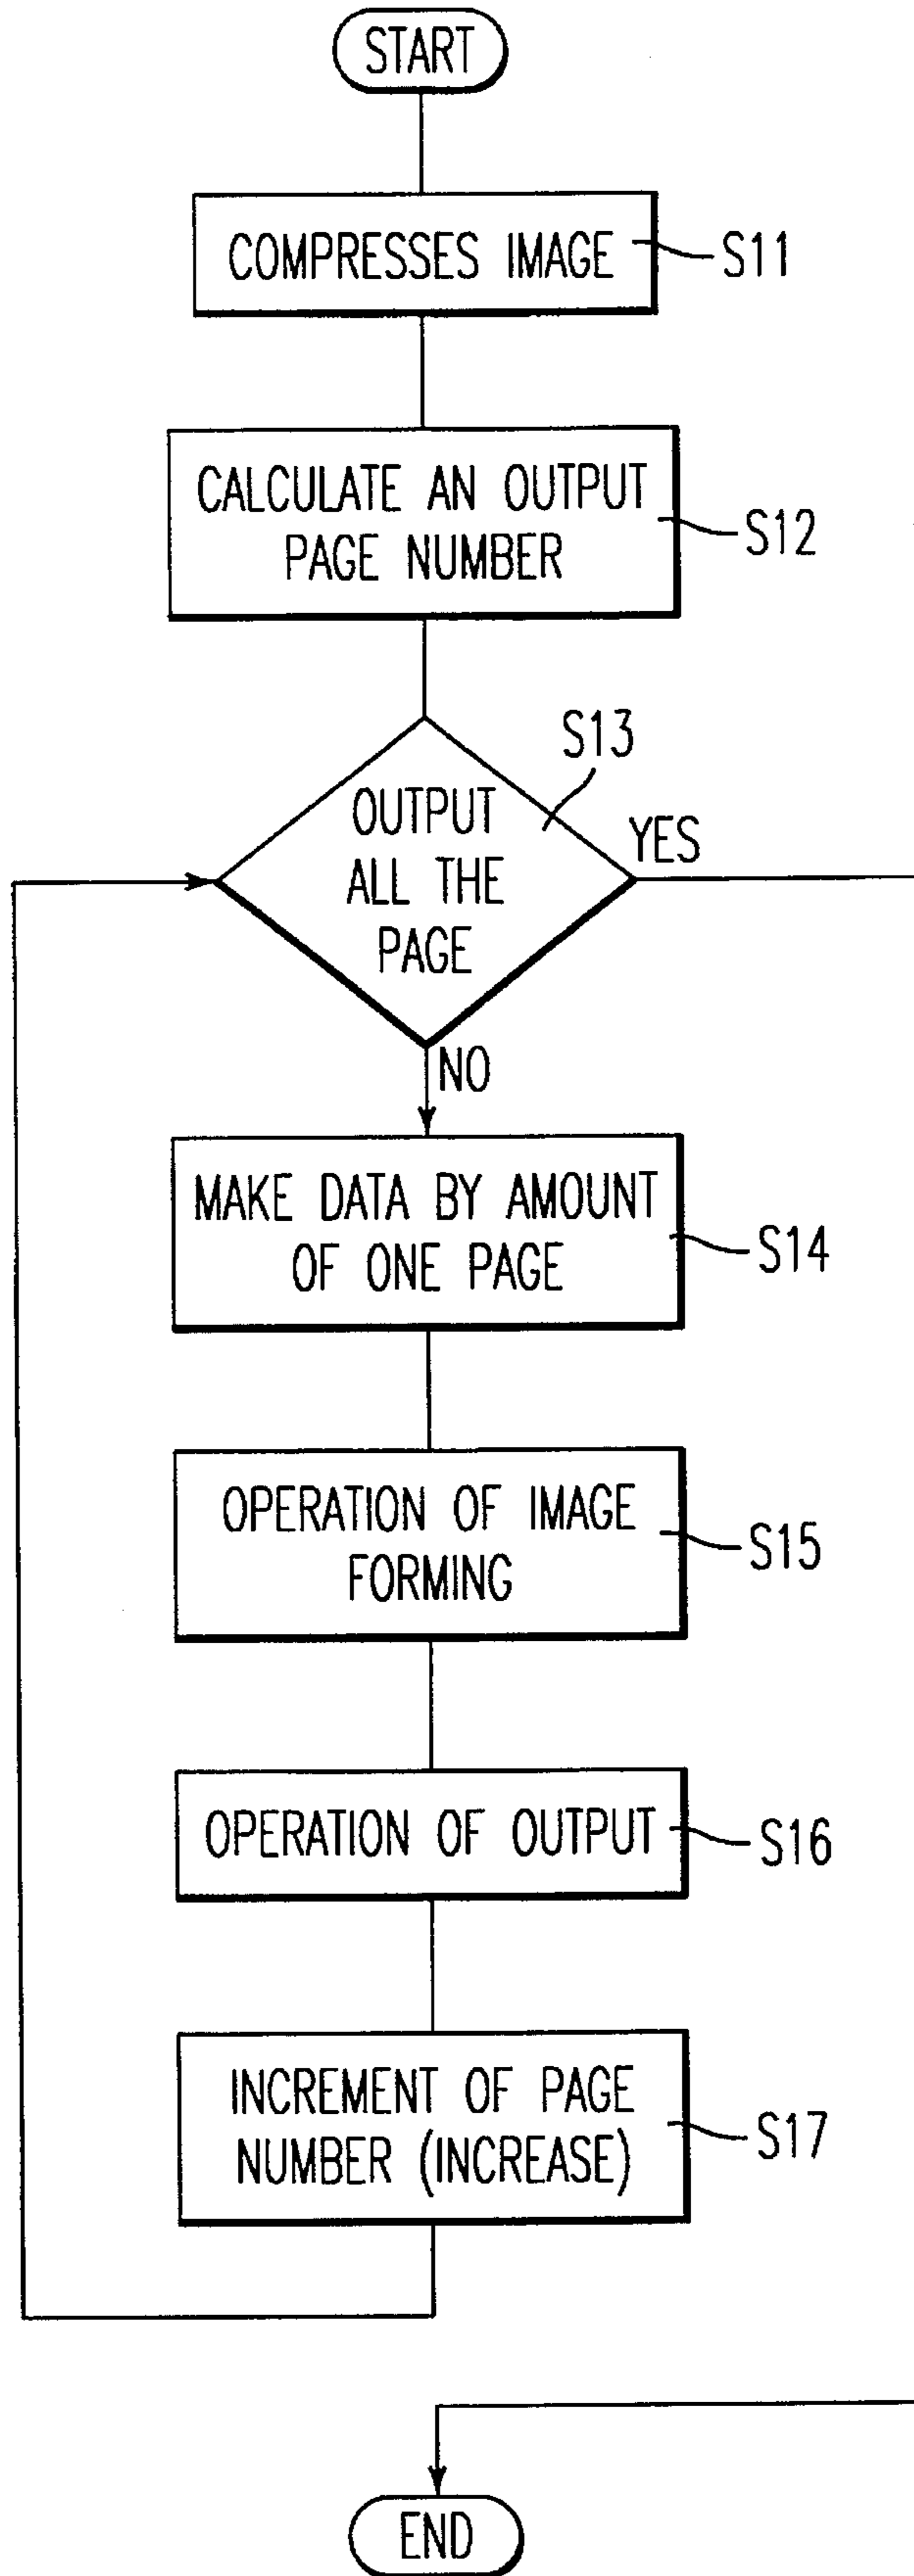 START
COMPRESSES IMAGE
S11
CALCULATE AN OUTPUT
PAGE NUMBER
S12
S13
OUTPUT
ALL THE
PAGE
YES
NO
MAKE DATA BY AMOUNT
OF ONE PAGE
S14
OPERATION OF IMAGE
FORMING
S15
OPERATION OF OUTPUT
S16
INCREMENT OF PAGE
NUMBER (INCREASE)
S17
END